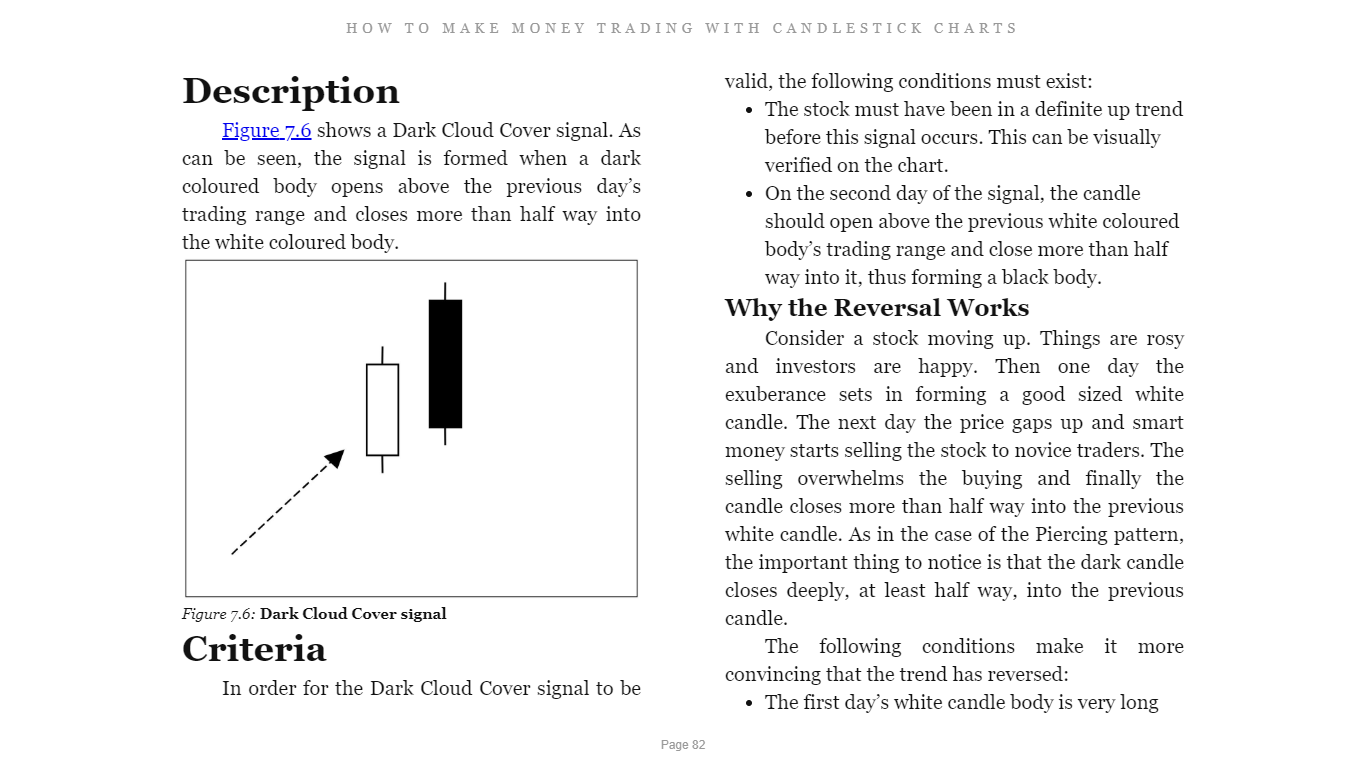 HOW TO MAKE MONEY TRADING WITH CANDLESTICK CHARTS
Description
Figure 7.6 shows a Dark Cloud Cover signal. As
can be seen, the signal is formed when a dark
coloured body opens above the previous day’s
trading range and closes more than half way into
the white coloured body.
Figure 7.6: Dark Cloud Cover signal
Criteria
In order for the Dark Cloud Cover signal to be
valid, the following conditions must exist:
• The stock must have been in a definite up trend
before this signal occurs. This can be visually
verified on the chart.
• On the second day of the signal, the candle
should open above the previous white coloured
body’s trading range and close more than half
way into it, thus forming a black body.
Why the Reversal Works
Consider a stock moving up. Things are rosy
and investors are happy. Then one day the
exuberance sets in forming a good sized white
candle. The next day the price gaps up and smart
money starts selling the stock to novice traders. The
selling overwhelms the buying and finally the
candle closes more than half way into the previous
white candle. As in the case of the Piercing pattern,
the important thing to notice is that the dark candle
closes deeply, at least half way, into the previous
candle.
The following conditions make it more
convincing that the trend has reversed:
• The first day’s white candle body is very long
Page 82